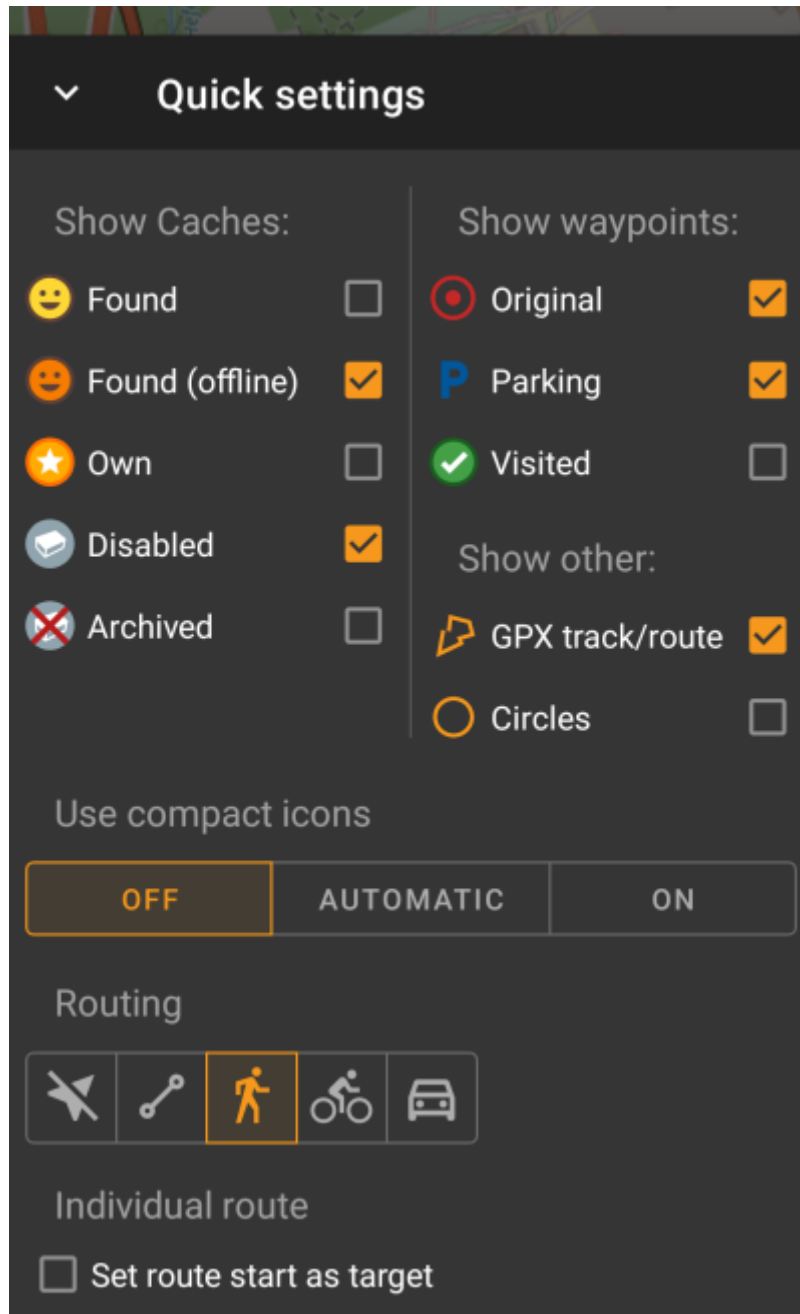 Quick settings
Show Caches:
Found
Found (offline)
Own
Disabled
Archived
Show waypoints:
Original
P Parking
Visited
Show other:
GPX track/route
Circles
Use compact icons
OFF AUTOMATIC ON
Routing
Individual route
Set route start as target